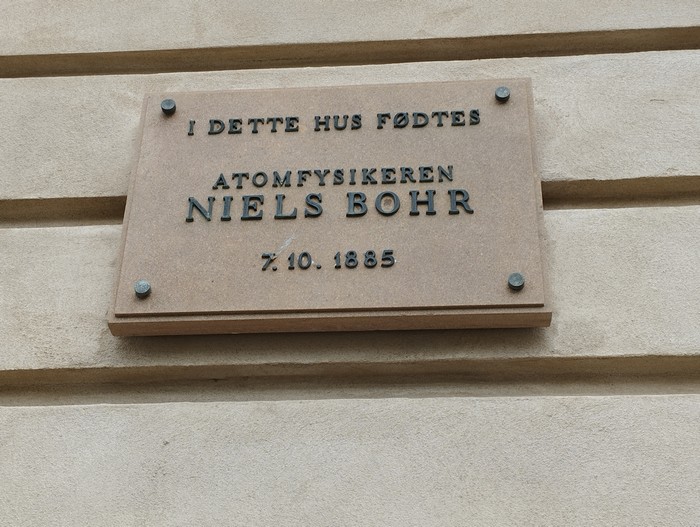 I DETTE HUS FØDTES
ATOMFYSIKEREN
NIELS BOHR
7. 10. 1885